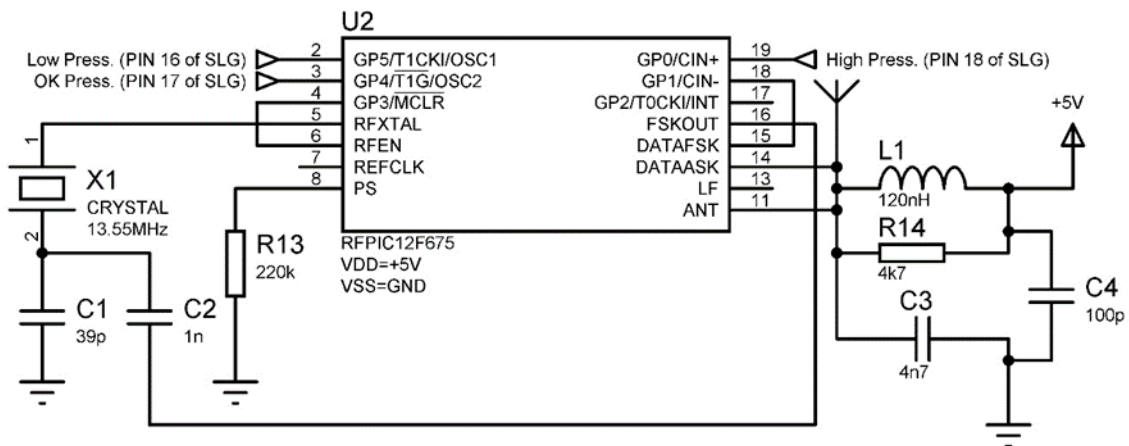 U2
Low Press. (PIN 16 of SLG)
OK Press. (PIN 17 of SLG)
2 GP5/T1CKI/OSC1
3 GP4/T1G/OSC2
4 GP3/MCLR
5 RFXTAL
6 RFEN
7 REFCLK
8 PS
GP0/CIN+ 19
GP1/CIN- 18
GP2/T0CKI/INT 17
FSKOUT 16
DATAFSK 15
DATAASK 14
LF 13
ANT 11
High Press. (PIN 18 of SLG)
+5V
1
X1
CRYSTAL
13.55MHz
2
R13
220k
RFPIC12F675
VDD=+5V
VSS=GND
L1
120nH
R14
4k7
C1
39p
C2
1n
C3
4n7
C4
100p